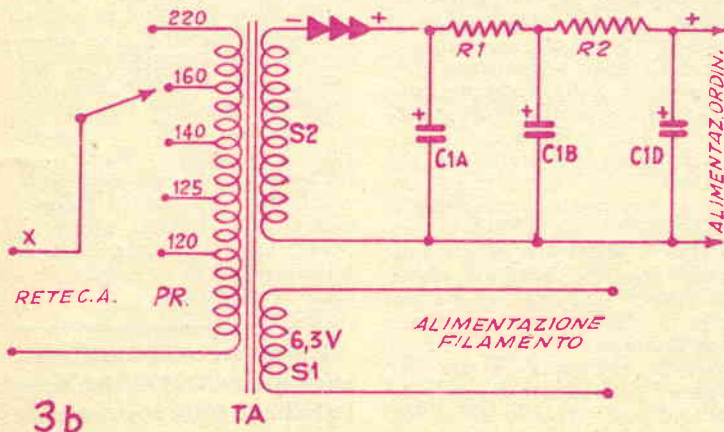 220
160
140
125
120
X
RETE C.A.
PR.
- +
S2
+
C1A
R1
+
C1B
R2
+
C1D
+
ALIMENTAZ. ORDIN.
6,3V
S1
ALIMENTAZIONE
FILAMENTO
3b
TA